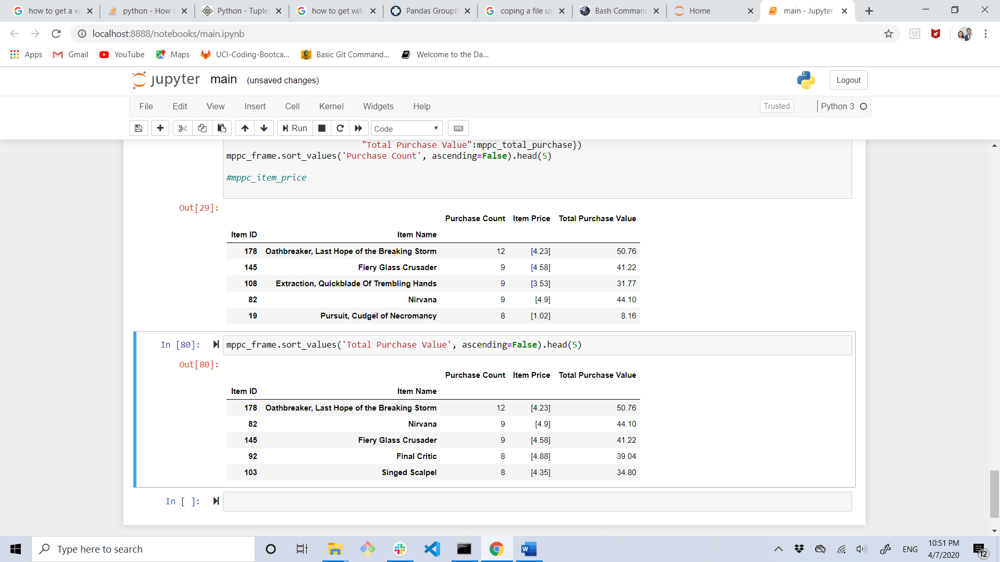 how to get a va
python - How t
Python - Tuples
how to get valu
Pandas GroupB
coping a file us
Bash Comman
Home
main - Jupyter
localhost:8888/notebooks/main.ipynb
Apps
Gmail
YouTube
Maps
UCI-Coding-Bootca...
Basic Git Command...
Welcome to the Da...
jupyter main (unsaved changes)
Logout
File Edit View Insert Cell Kernel Widgets Help
Trusted
Python 3
Run
Code
"Total Purchase Value":mppc_total_purchase})
mppc_frame.sort_values('Purchase Count', ascending=False).head(5)
#mppc_item_price
Out[29]:
Purchase Count Item Price Total Purchase Value
Item ID Item Name
178 Oathbreaker, Last Hope of the Breaking Storm 12 [4.23] 50.76
145 Fiery Glass Crusader 9 [4.58] 41.22
108 Extraction, Quickblade Of Trembling Hands 9 [3.53] 31.77
82 Nirvana 9 [4.9] 44.10
19 Pursuit, Cudgel of Necromancy 8 [1.02] 8.16
In [80]: mppc_frame.sort_values('Total Purchase Value', ascending=False).head(5)
Out[80]:
Purchase Count Item Price Total Purchase Value
Item ID Item Name
178 Oathbreaker, Last Hope of the Breaking Storm 12 [4.23] 50.76
82 Nirvana 9 [4.9] 44.10
145 Fiery Glass Crusader 9 [4.58] 41.22
92 Final Critic 8 [4.88] 39.04
103 Singed Scalpel 8 [4.35] 34.80
In [ ]:
Type here to search
ENG
10:51 PM
4/7/2020
12